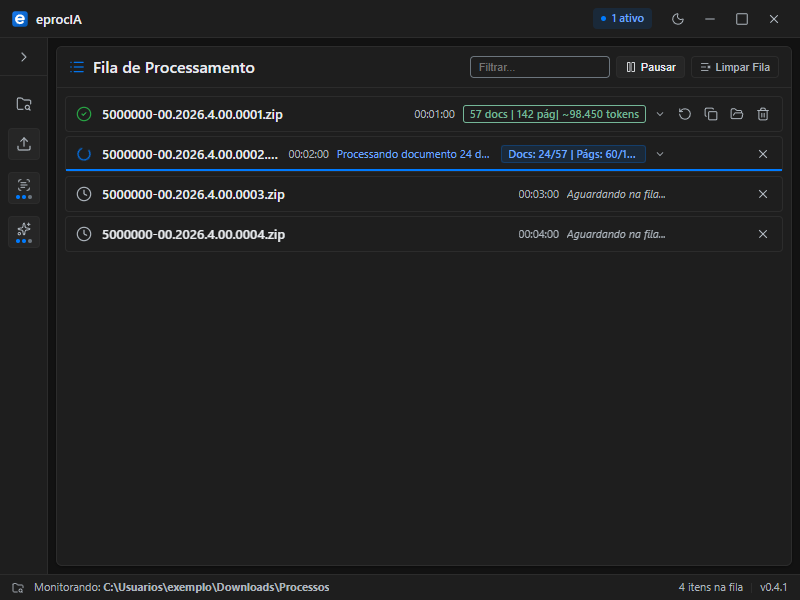 e eprocIA
1 ativo
Fila de Processamento
Filtrar...
Pausar
Limpar Fila
5000000-00.2026.4.00.0001.zip
00:01:00
57 docs | 142 pág| ~98.450 tokens
5000000-00.2026.4.00.0002....
00:02:00
Processando documento 24 d...
Docs: 24/57 | Págs: 60/1...
5000000-00.2026.4.00.0003.zip
00:03:00
Aguardando na fila...
5000000-00.2026.4.00.0004.zip
00:04:00
Aguardando na fila...
Monitorando: C:\Usuarios\exemplo\Downloads\Processos
4 itens na fila
v0.4.1